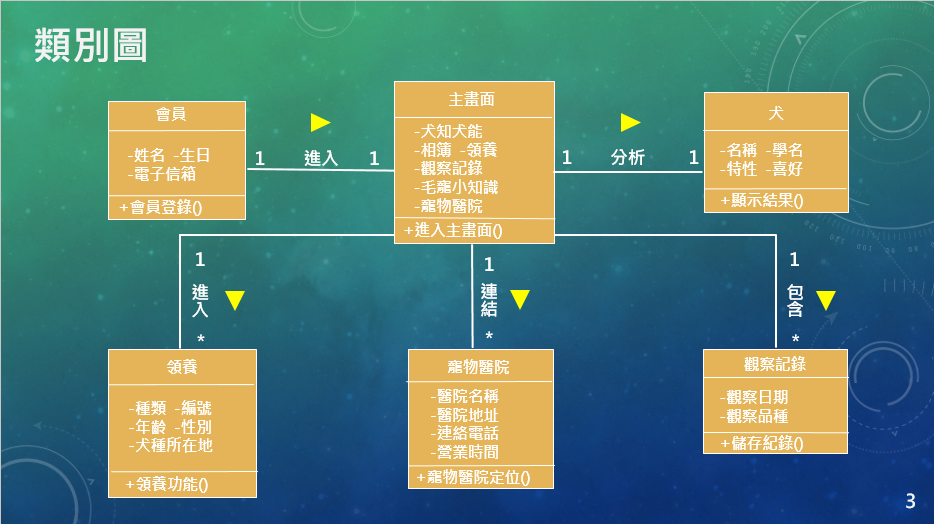 類別圖
會員
-姓名 -生日
-電子信箱
+會員登錄()
1 進入 1
主畫面
-犬知犬能
-相簿 -領養
-觀察記錄
-毛寵小知識
-寵物醫院
+進入主畫面()
1 分析 1
犬
-名稱 -學名
-特性 -喜好
+顯示結果()
1
進入
*
1
連結
*
1
包含
*
領養
-種類 -編號
-年齡 -性別
-犬種所在地
+領養功能()
寵物醫院
-醫院名稱
-醫院地址
-連絡電話
-營業時間
+寵物醫院定位()
觀察記錄
-觀察日期
-觀察品種
+儲存紀錄()
3